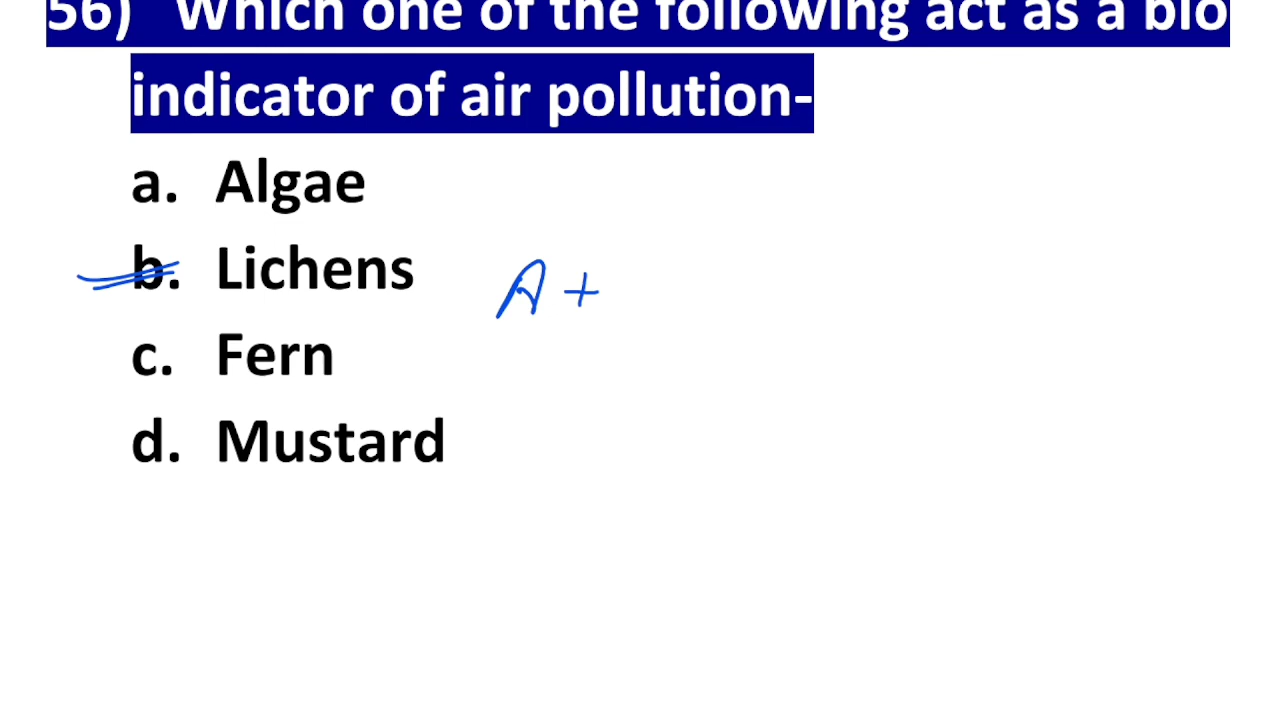 56) Which one of the following act as a bio
indicator of air pollution-
a. Algae
b. Lichens A +
c. Fern
d. Mustard